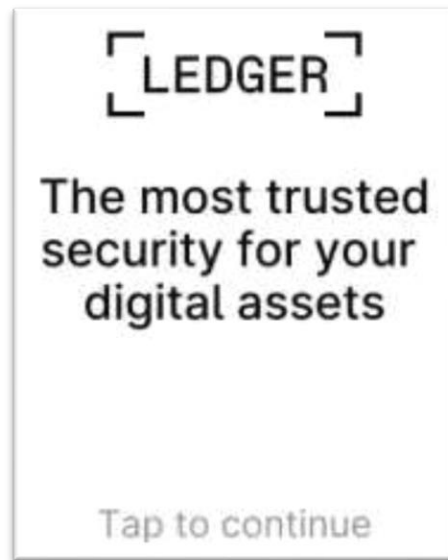 LEDGER
The most trusted
security for your
digital assets
Tap to continue